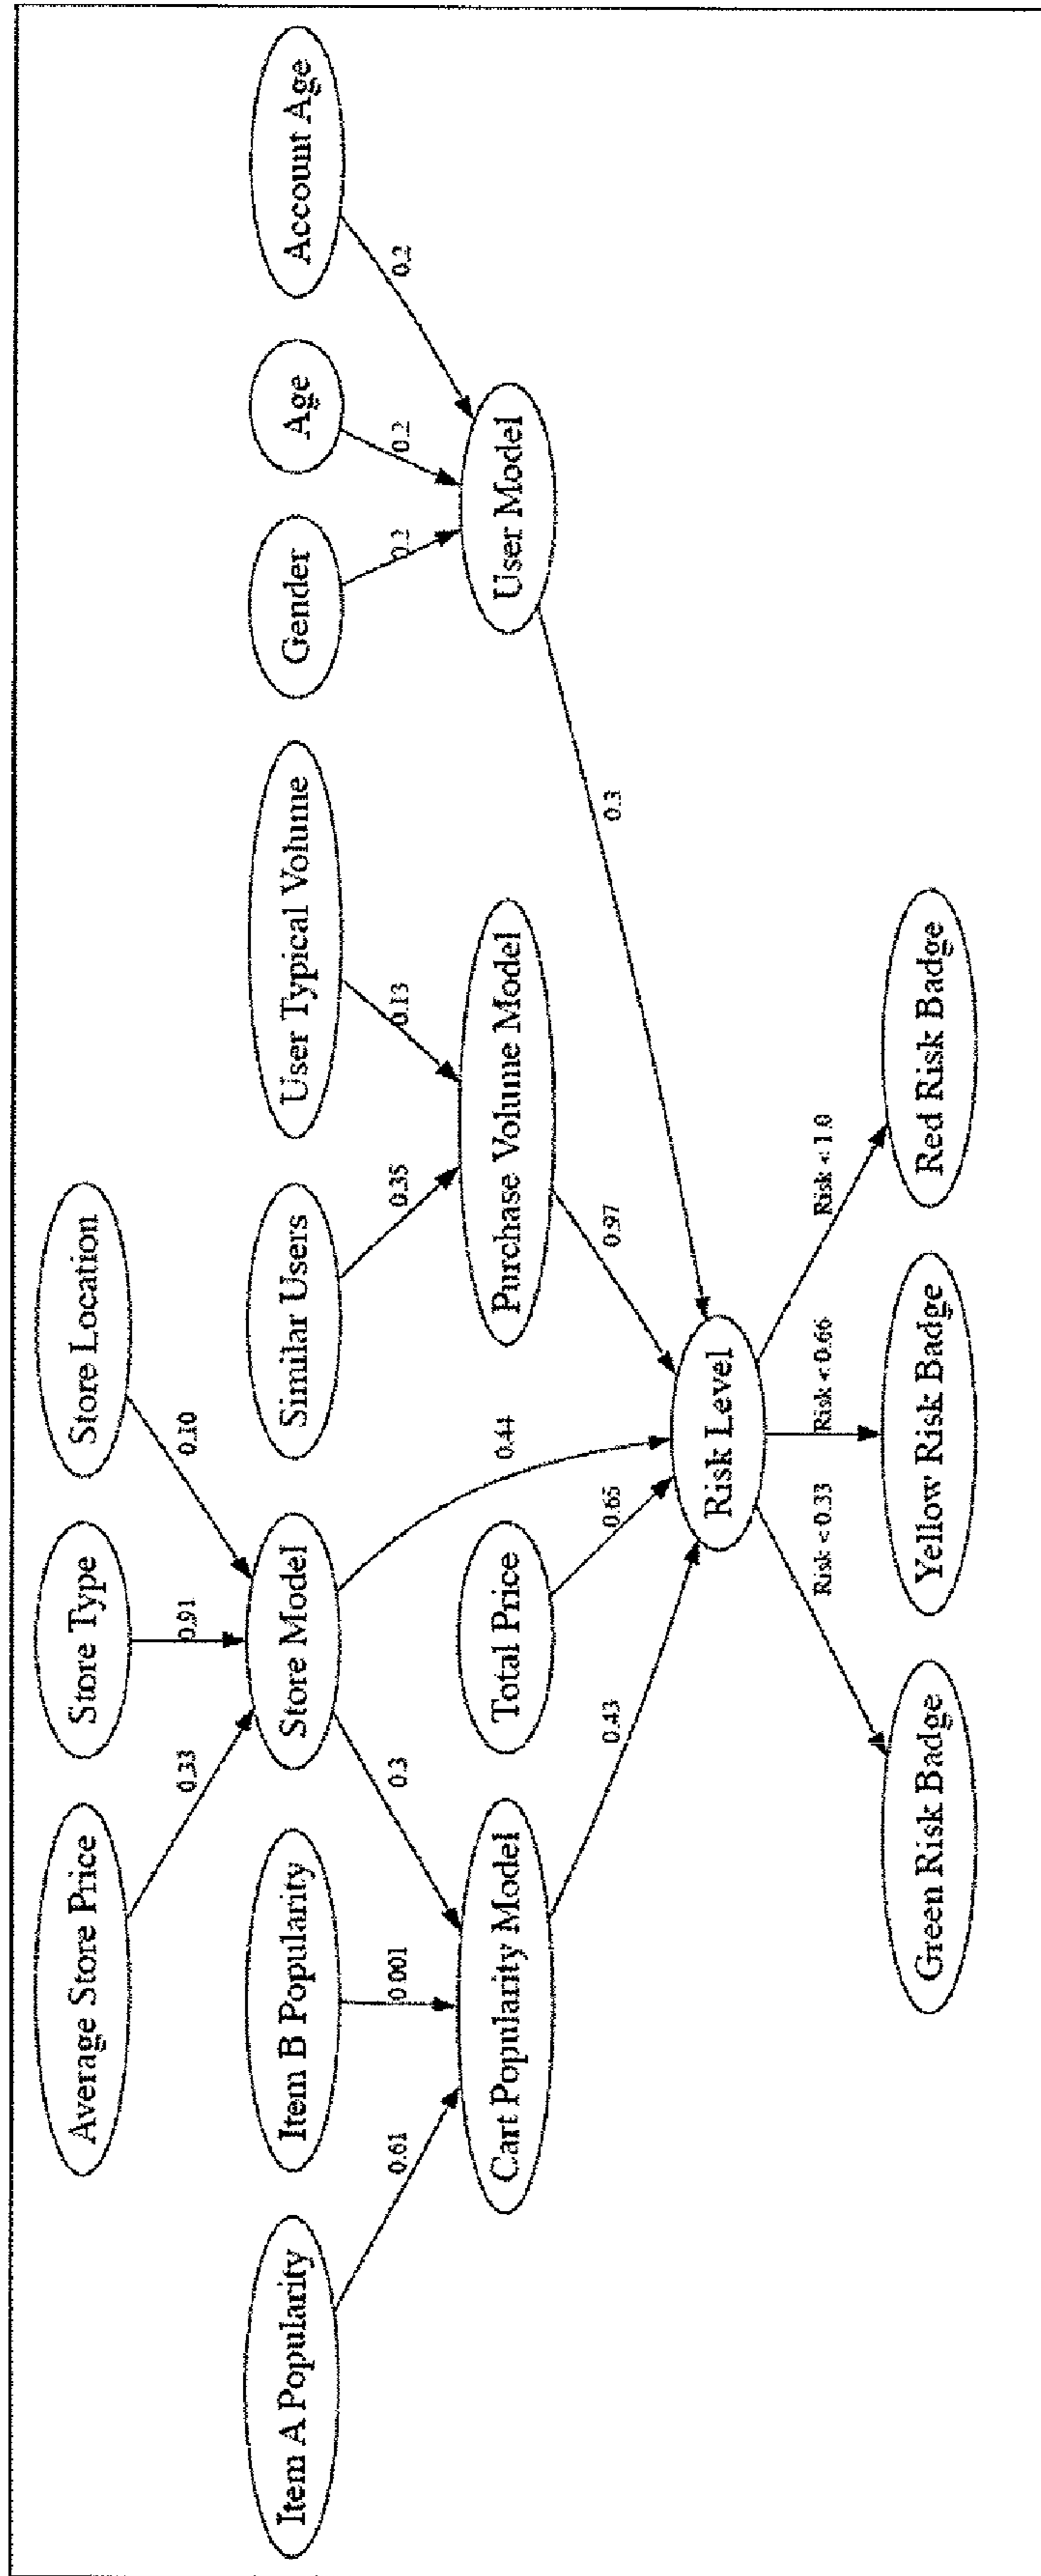 Average Store Price
Store Type
Store Location
0.33
0.91
0.10
Item A Popularity
Item B Popularity
Store Model
Similar Users
User Typical Volume
Gender
Age
Account Age
0.61
0.001
0.3
0.35
0.13
0.2
0.2
0.2
Cart Popularity Model
Total Price
Purchase Volume Model
User Model
0.43
0.65
0.44
0.97
0.3
Risk Level
Risk < 0.33
Risk < 0.66
Risk < 1.0
Green Risk Badge
Yellow Risk Badge
Red Risk Badge